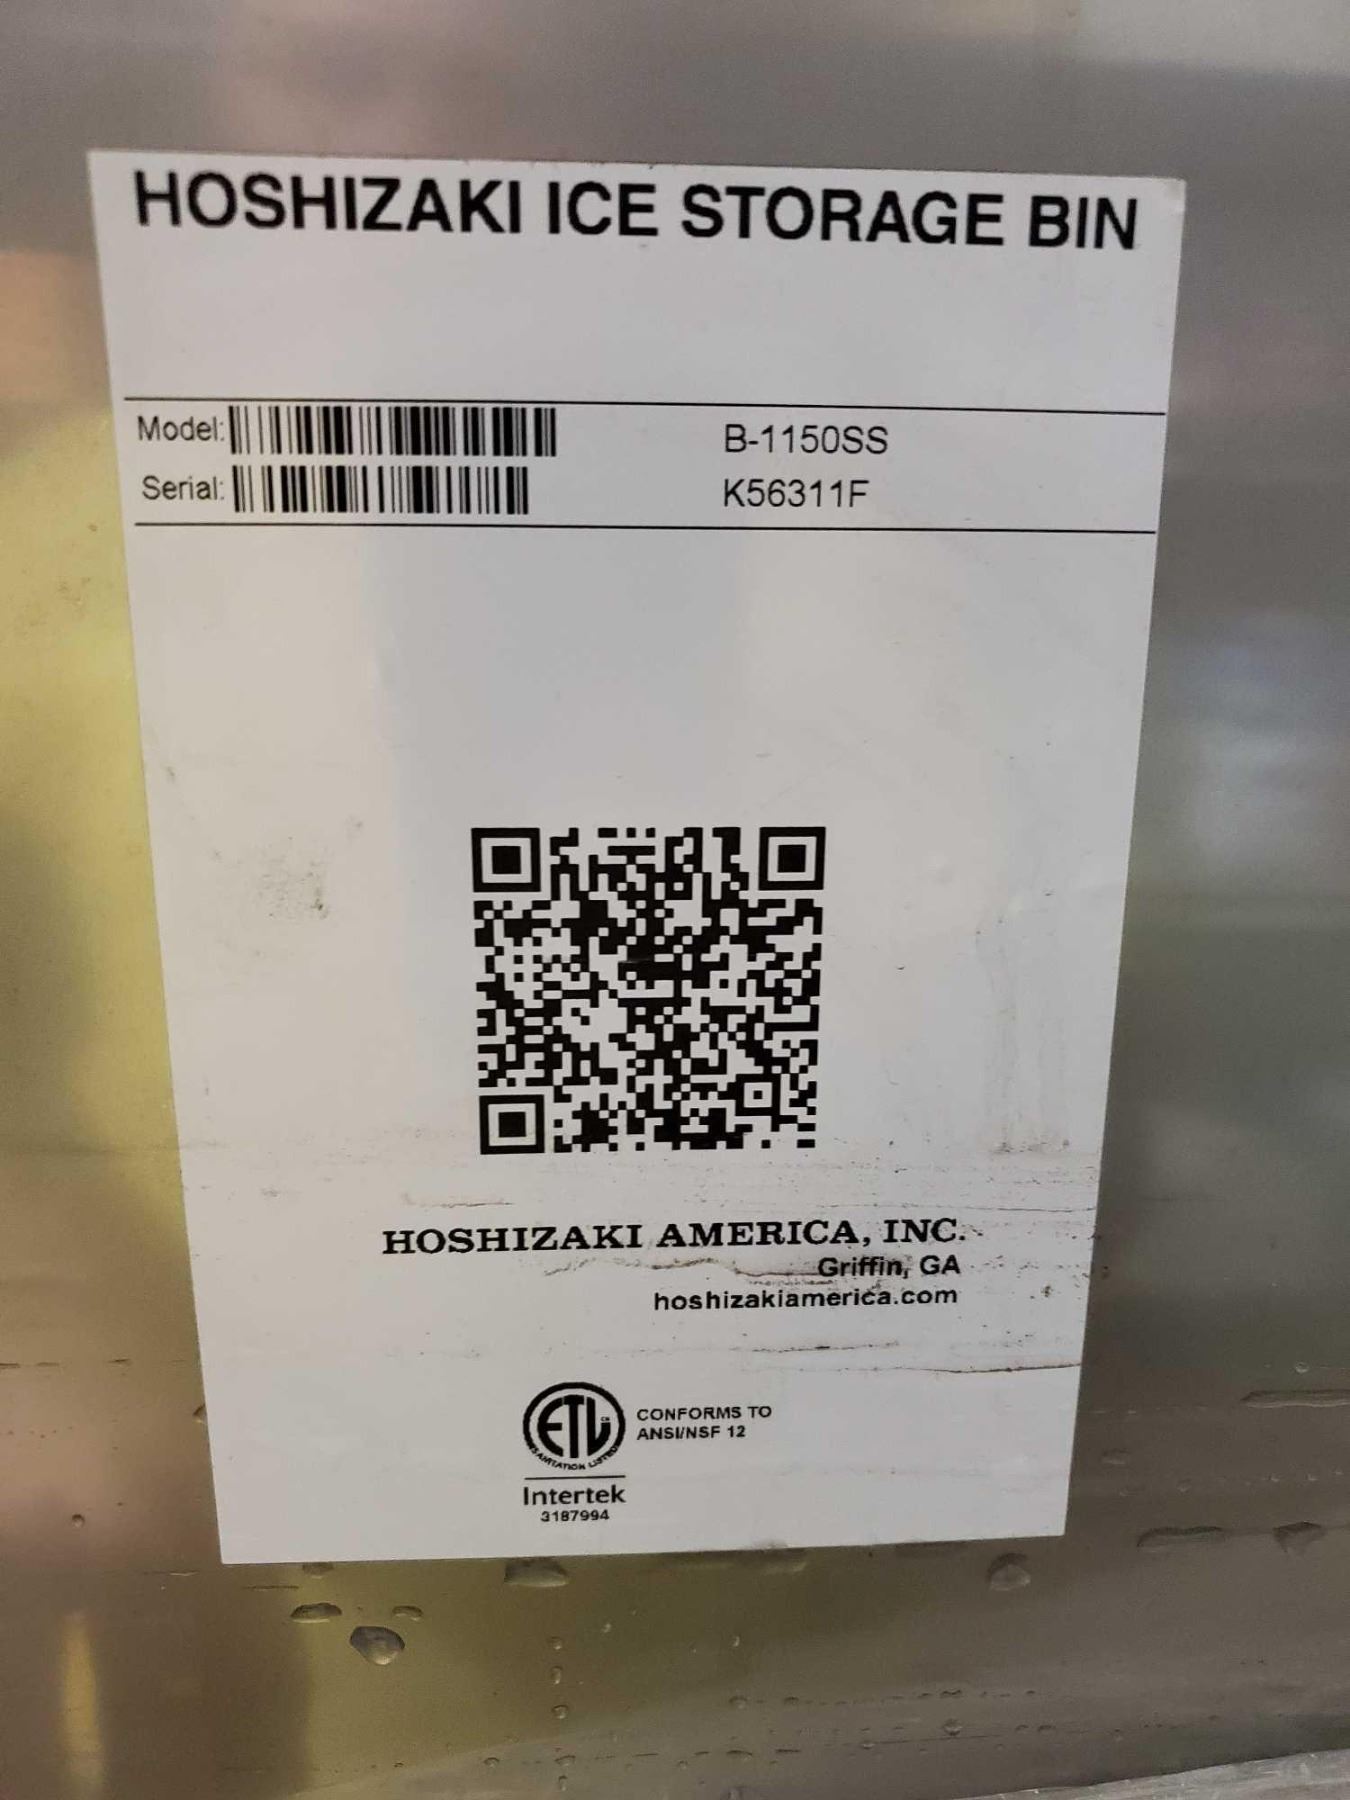 HOSHIZAKI ICE STORAGE BIN
Model: B-1150SS
Serial: K56311F
HOSHIZAKI AMERICA, INC.
Griffin, GA
hoshizakiamerica.com
ETL
CONFORMS TO
ANSI/NSF 12
Intertek
3187994